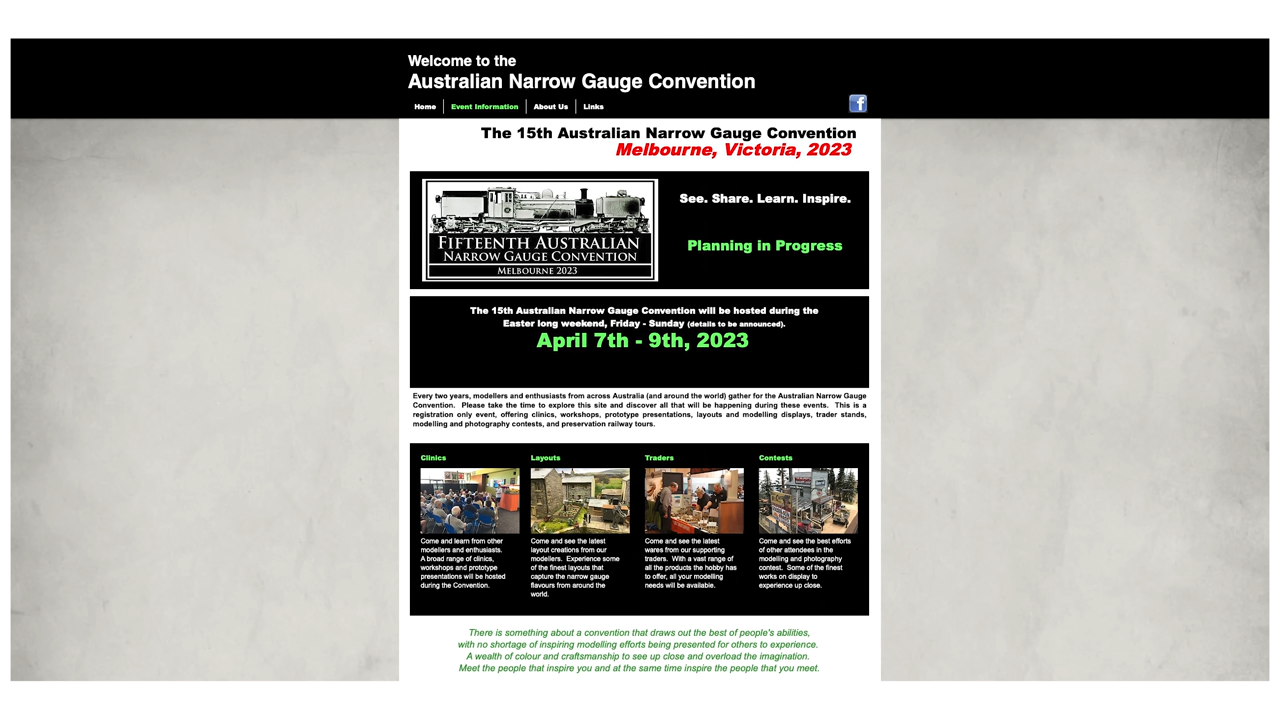 Welcome to the
Australian Narrow Gauge Convention
Home
Event Information
About Us
Links
f
The 15th Australian Narrow Gauge Convention
Melbourne, Victoria, 2023
FIFTEENTH AUSTRALIAN
NARROW GAUGE CONVENTION
MELBOURNE 2023
See. Share. Learn. Inspire.
Planning in Progress
The 15th Australian Narrow Gauge Convention will be hosted during the
Easter long weekend, Friday - Sunday (details to be announced).
April 7th - 9th, 2023
Every two years, modellers and enthusiasts from across Australia (and around the world) gather for the Australian Narrow Gauge
Convention. Please take the time to explore this site and discover all that will be happening during these events. This is a
registration only event, offering clinics, workshops, prototype presentations, layouts and modelling displays, trader stands,
modelling and photography contests, and preservation railway tours.
Clinics
Come and learn from other
modellers and enthusiasts.
A broad range of clinics,
workshops and prototype
presentations will be hosted
during the Convention.
Layouts
Come and see the latest
layout creations from our
modellers. Experience some
of the finest layouts that
capture the narrow gauge
flavours from around the
world.
Traders
Come and see the latest
wares from our supporting
traders. With a vast range of
all the products the hobby has
to offer, all your modelling
needs will be available.
Contests
Come and see the best efforts
of other attendees in the
modelling and photography
contest. Some of the finest
works on display to
experience up close.
There is something about a convention that draws out the best of people's abilities,
with no shortage of inspiring modelling efforts being presented for others to experience.
A wealth of colour and craftsmanship to see up close and overload the imagination.
Meet the people that inspire you and at the same time inspire the people that you meet.